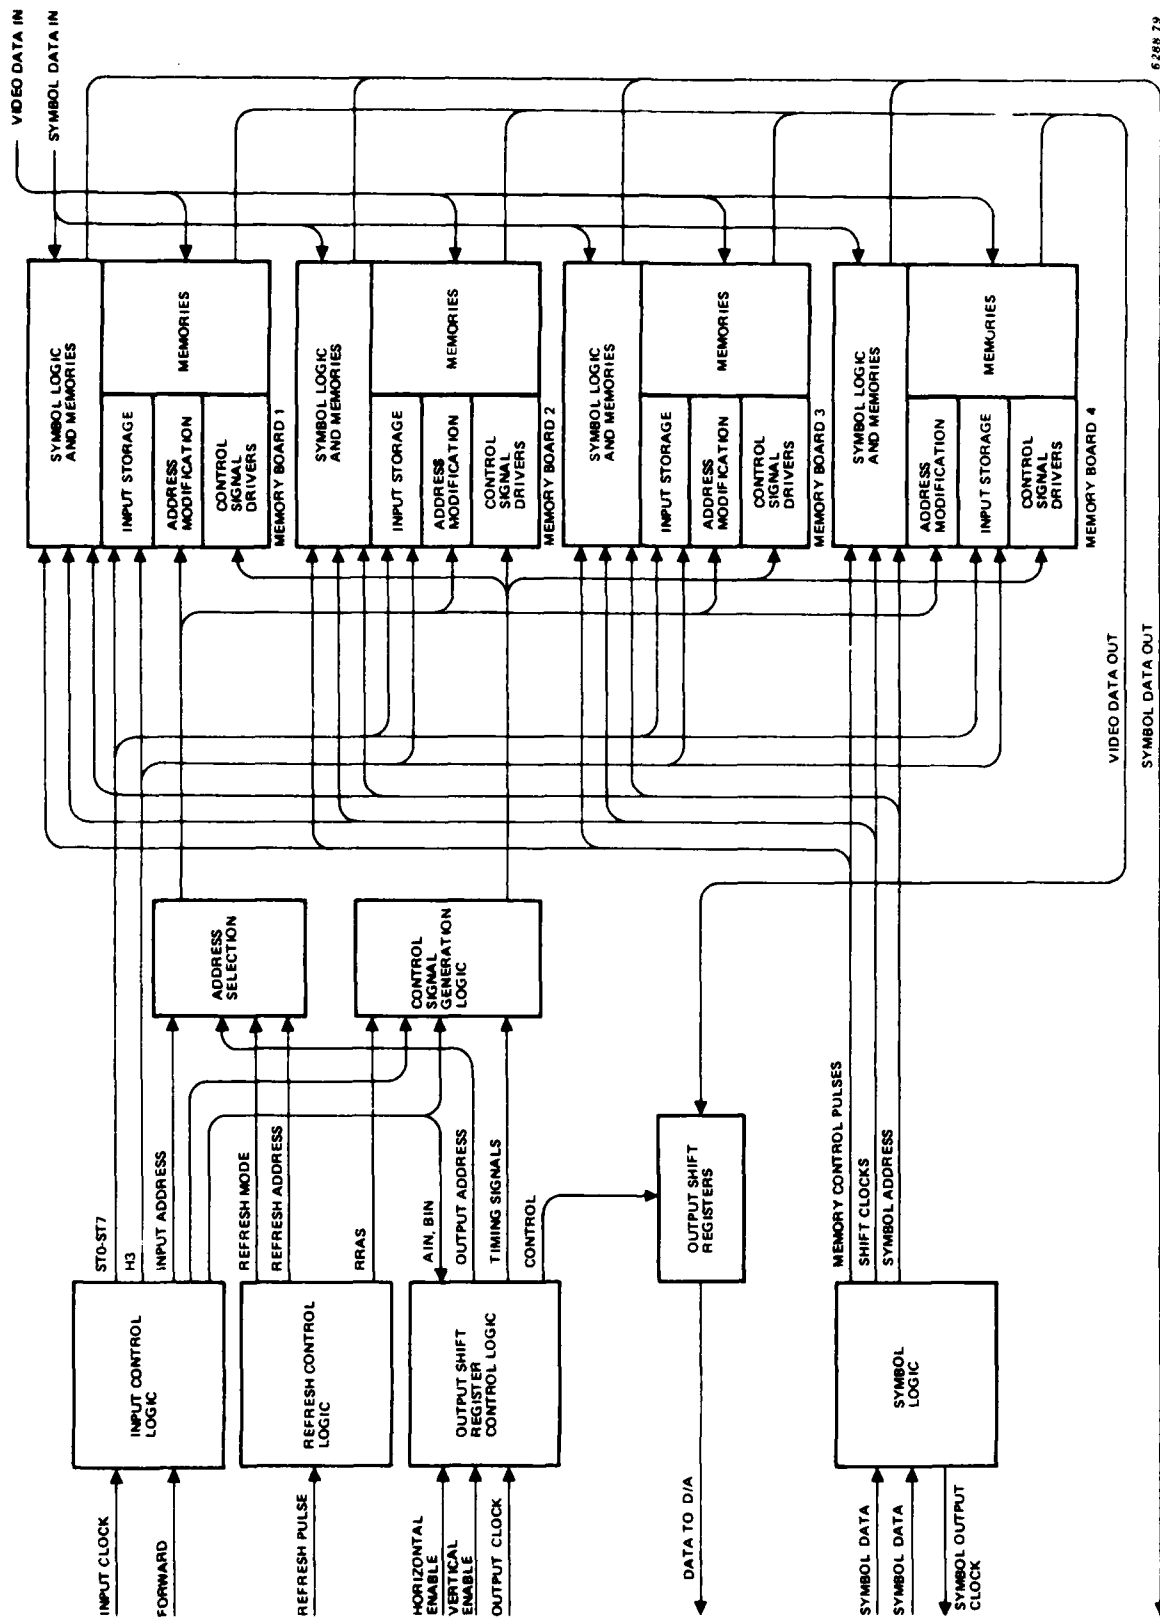 INPUT CLOCK
FORWARD
REFRESH PULSE
HORIZONTAL
ENABLE
VERTICAL
ENABLE
OUTPUT CLOCK
DATA TO D/A
SYMBOL DATA
SYMBOL DATA
SYMBOL OUTPUT
CLOCK
INPUT CONTROL
LOGIC
REFRESH CONTROL
LOGIC
OUTPUT SHIFT
REGISTER
CONTROL LOGIC
SYMBOL
LOGIC
ST0-ST7
H3
INPUT ADDRESS
REFRESH MODE
REFRESH ADDRESS
RRAS
AIN, BIN
OUTPUT ADDRESS
TIMING SIGNALS
CONTROL
OUTPUT SHIFT
REGISTERS
MEMORY CONTROL PULSES
SHIFT CLOCKS
SYMBOL ADDRESS
ADDRESS
SELECTION
CONTROL
SIGNAL
GENERATION
LOGIC
VIDEO DATA OUT
SYMBOL DATA OUT
SYMBOL LOGIC
AND MEMORIES
INPUT STORAGE
ADDRESS
MODIFICATION
CONTROL
SIGNAL
DRIVERS
MEMORIES
MEMORY BOARD 1
SYMBOL LOGIC
AND MEMORIES
INPUT STORAGE
ADDRESS
MODIFICATION
CONTROL
SIGNAL
DRIVERS
MEMORIES
MEMORY BOARD 2
SYMBOL LOGIC
AND MEMORIES
INPUT STORAGE
ADDRESS
MODIFICATION
CONTROL
SIGNAL
DRIVERS
MEMORIES
MEMORY BOARD 3
SYMBOL LOGIC
AND MEMORIES
ADDRESS
MODIFICATION
INPUT STORAGE
CONTROL
SIGNAL
DRIVERS
MEMORIES
MEMORY BOARD 4
VIDEO DATA IN
SYMBOL DATA IN
6288 79